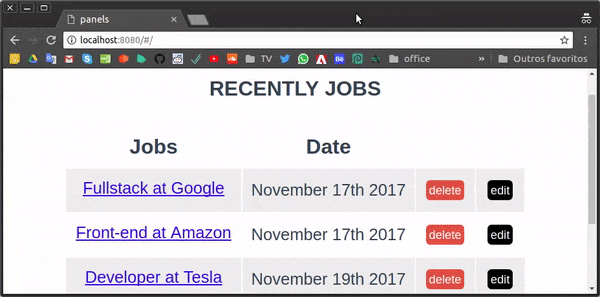 panels
localhost:8080/#/
TV
office
»
Outros favoritos
RECENTLY JOBS
Jobs Date
Fullstack at Google November 17th 2017 delete edit
Front-end at Amazon November 17th 2017 delete edit
Developer at Tesla November 19th 2017 delete edit